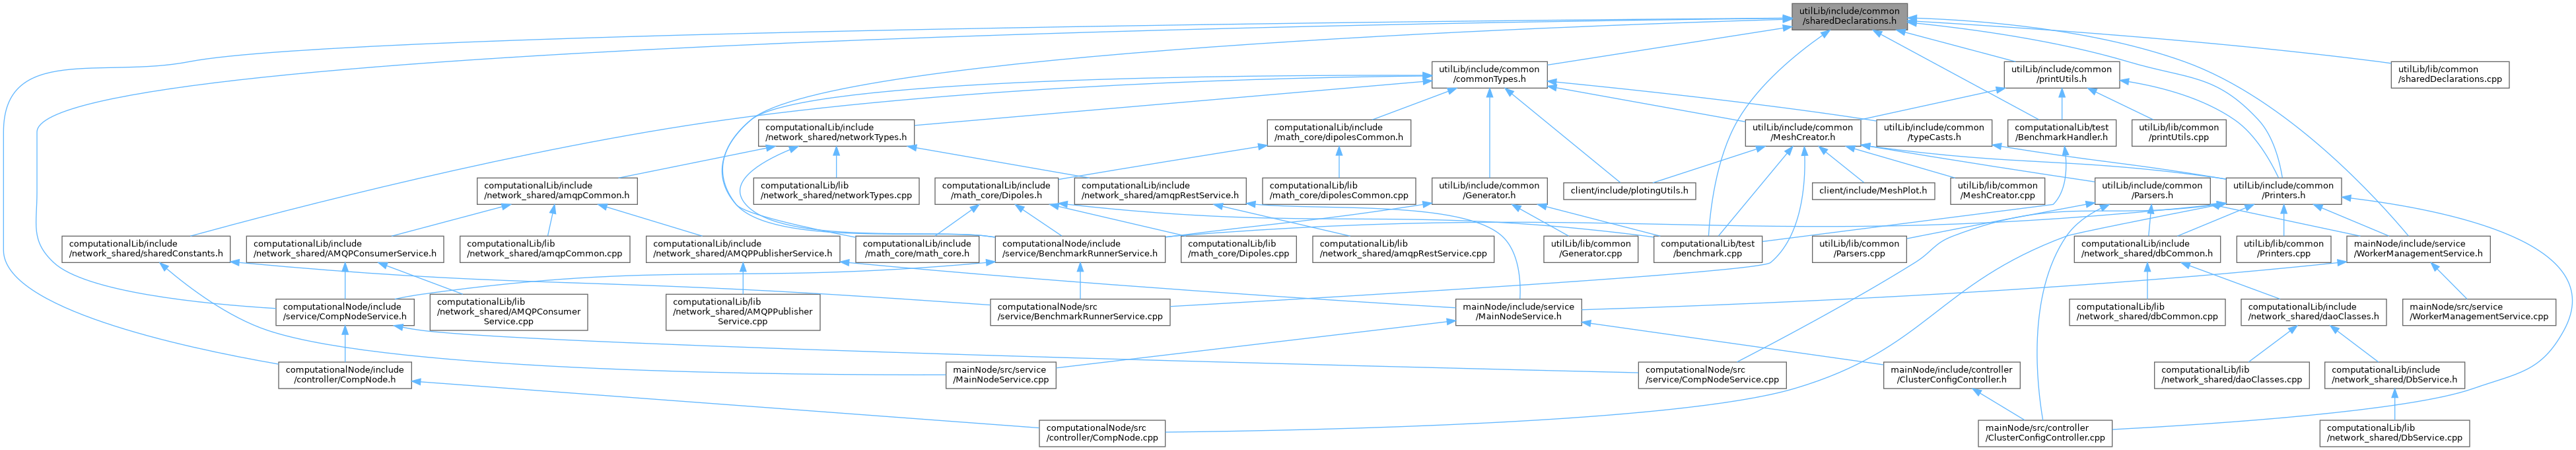 utilLib/include/common
/sharedDeclarations.h
utilLib/include/common
/commonTypes.h
utilLib/include/common
/printUtils.h
utilLib/lib/common
/sharedDeclarations.cpp
computationalLib/include
/network_shared/networkTypes.h
computationalLib/include
/math_core/dipolesCommon.h
utilLib/include/common
/MeshCreator.h
utilLib/include/common
/typeCasts.h
computationalLib/test
/BenchmarkHandler.h
utilLib/lib/common
/printUtils.cpp
computationalLib/include
/network_shared/amqpCommon.h
computationalLib/lib
/network_shared/networkTypes.cpp
computationalLib/include
/math_core/Dipoles.h
computationalLib/include
/network_shared/amqpRestService.h
computationalLib/lib
/math_core/dipolesCommon.cpp
utilLib/include/common
/Generator.h
client/include/plotingUtils.h
client/include/MeshPlot.h
utilLib/lib/common
/MeshCreator.cpp
utilLib/include/common
/Parsers.h
utilLib/include/common
/Printers.h
computationalLib/include
/network_shared/sharedConstants.h
computationalLib/include
/network_shared/AMQPConsumerService.h
computationalLib/lib
/network_shared/amqpCommon.cpp
computationalLib/include
/network_shared/AMQPPublisherService.h
computationalLib/include
/math_core/math_core.h
computationalNode/include
/service/BenchmarkRunnerService.h
computationalLib/lib
/math_core/Dipoles.cpp
computationalLib/lib
/network_shared/amqpRestService.cpp
utilLib/lib/common
/Generator.cpp
computationalLib/test
/benchmark.cpp
utilLib/lib/common
/Parsers.cpp
computationalLib/include
/network_shared/dbCommon.h
utilLib/lib/common
/Printers.cpp
mainNode/include/service
/WorkerManagementService.h
computationalNode/include
/service/CompNodeService.h
computationalLib/lib
/network_shared/AMQPConsumer
Service.cpp
computationalLib/lib
/network_shared/AMQPPublisher
Service.cpp
computationalNode/src
/service/BenchmarkRunnerService.cpp
mainNode/include/service
/MainNodeService.h
computationalLib/lib
/network_shared/dbCommon.cpp
computationalLib/include
/network_shared/daoClasses.h
mainNode/src/service
/WorkerManagementService.cpp
computationalNode/include
/controller/CompNode.h
mainNode/src/service
/MainNodeService.cpp
computationalNode/src
/service/CompNodeService.cpp
mainNode/include/controller
/ClusterConfigController.h
computationalLib/lib
/network_shared/daoClasses.cpp
computationalLib/include
/network_shared/DbService.h
computationalNode/src
/controller/CompNode.cpp
mainNode/src/controller
/ClusterConfigController.cpp
computationalLib/lib
/network_shared/DbService.cpp